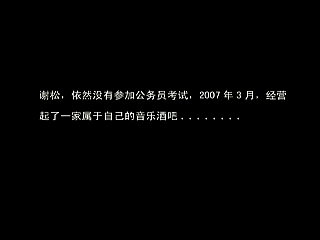 谢松，依然没有参加公务员考试，2007 年 3 月，经营
起了一家属于自己的音乐酒吧........